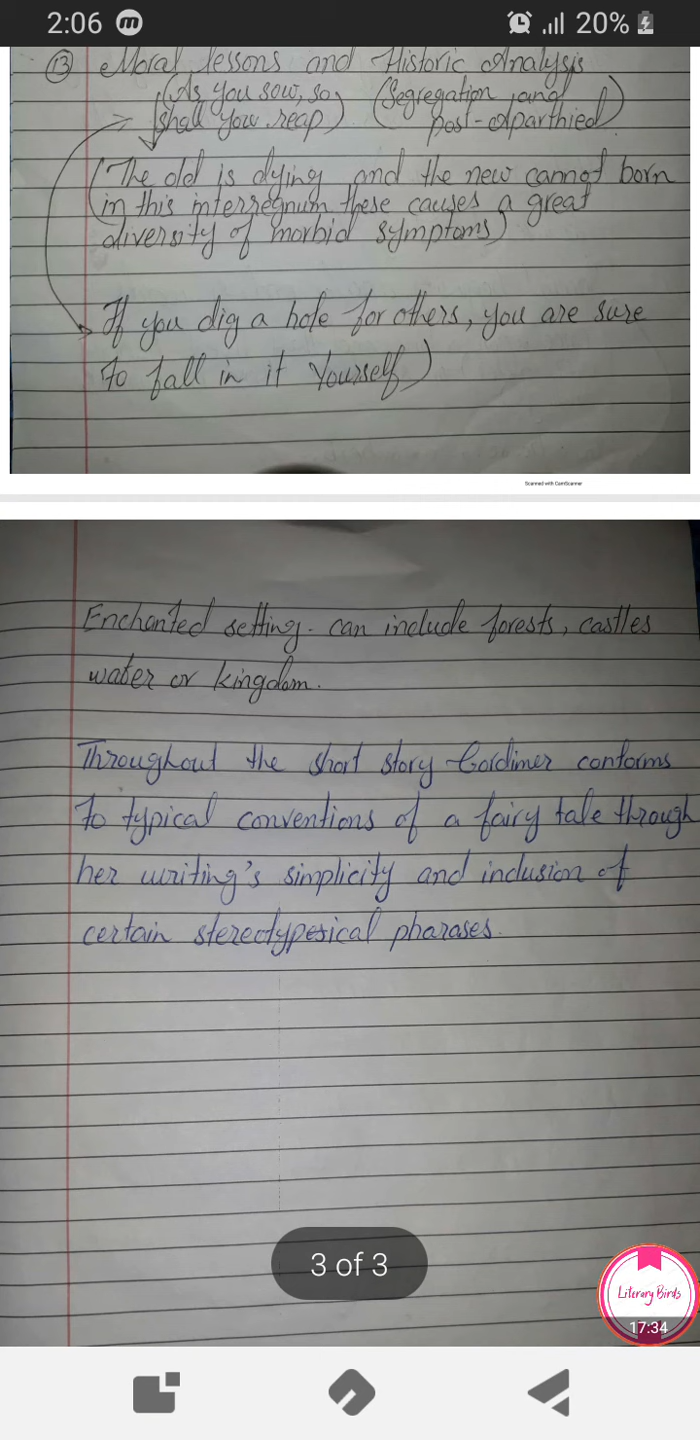 2:06 m 20%
(13) Moral lessons and Historic Analysis
(As you sow, so (Segregation and
shall you reap) post-Aparthied)
(The old is dying and the new cannot born
in this interregnum these causes a great
diversity of morbid symptoms)
If you dig a hole for others, you are sure
to fall in it Yourself)
Scanned with CamScanner
Enchanted setting - can include forests, castles
water or kingdom.
Throughout the short story Gordimer conforms
to typical conventions of a fairy tale through
her writing's simplicity and inclusion of
certain pharases.
3 of 3
Literary Birds
17:34